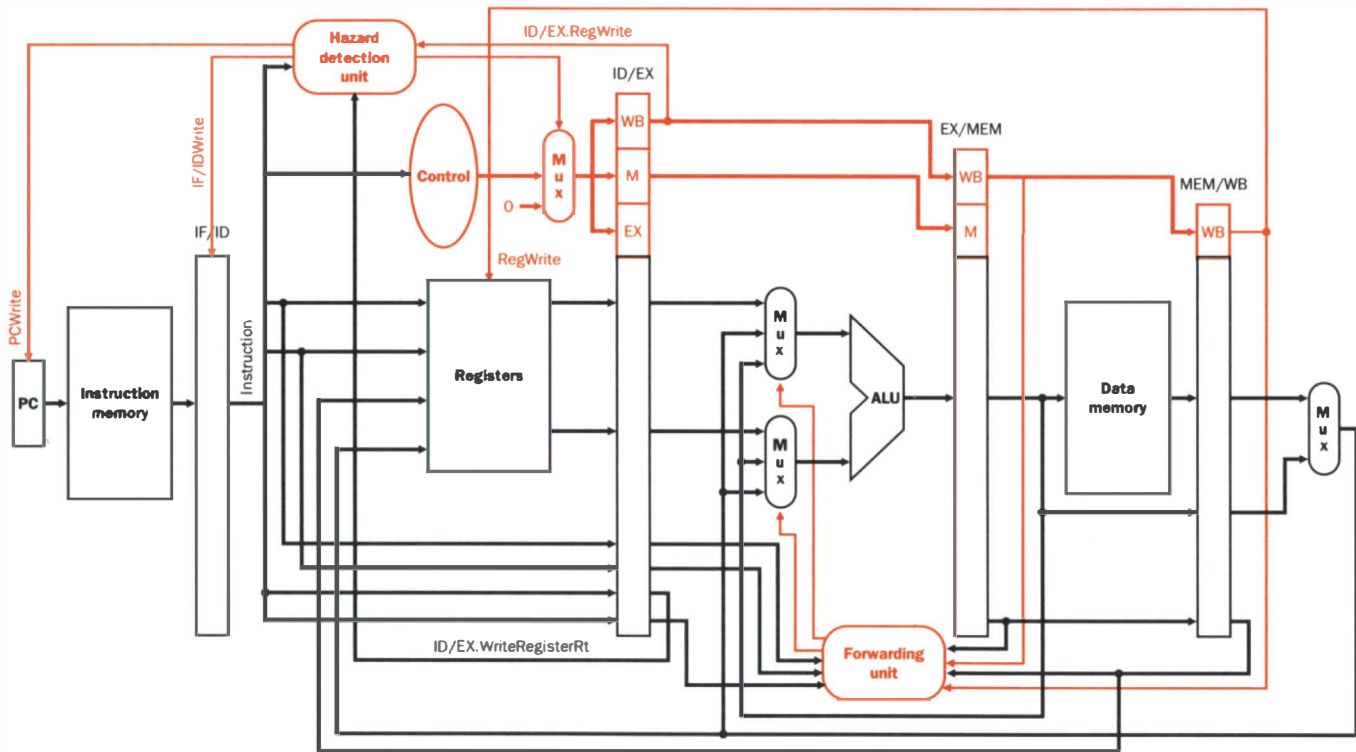 Hazard
detection
unit
ID/EX.RegWrite
ID/EX
WB
M
EX
EX/MEM
WB
M
MEM/WB
WB
Control
M
u
x
0
IF/IDWrite
PCWrite
IF/ID
RegWrite
PC
Instruction
memory
Instruction
Registers
M
u
x
M
u
x
ALU
Data
memory
M
u
x
ID/EX.WriteRegisterRt
Forwarding
unit